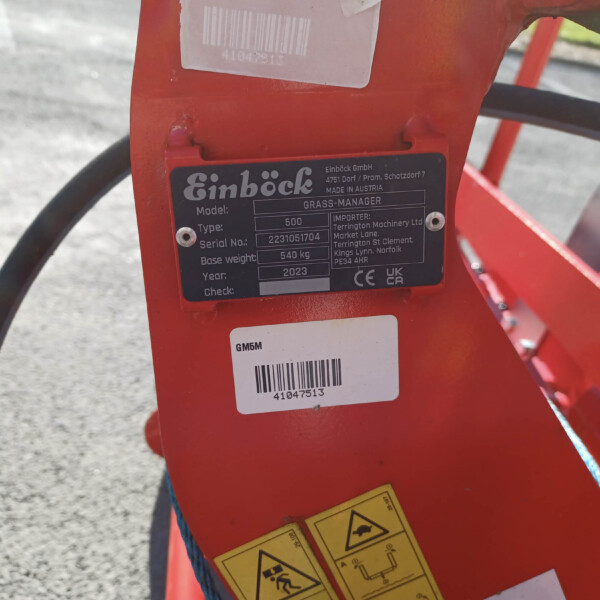 41047513
Einböck
Einböck GmbH
4751 Dorf / Pram, Schatzdorf 7
MADE IN AUSTRIA
Model: GRASS-MANAGER
Type: 500
Serial No.: 2231051704
Base weight: 540 kg
Year: 2023
Check:
IMPORTER:
Terrington Machinery Ltd
Market Lane,
Terrington St Clement,
Kings Lynn, Norfolk
PE34 4HR
CE UK
CA
GM5M
41047513
A